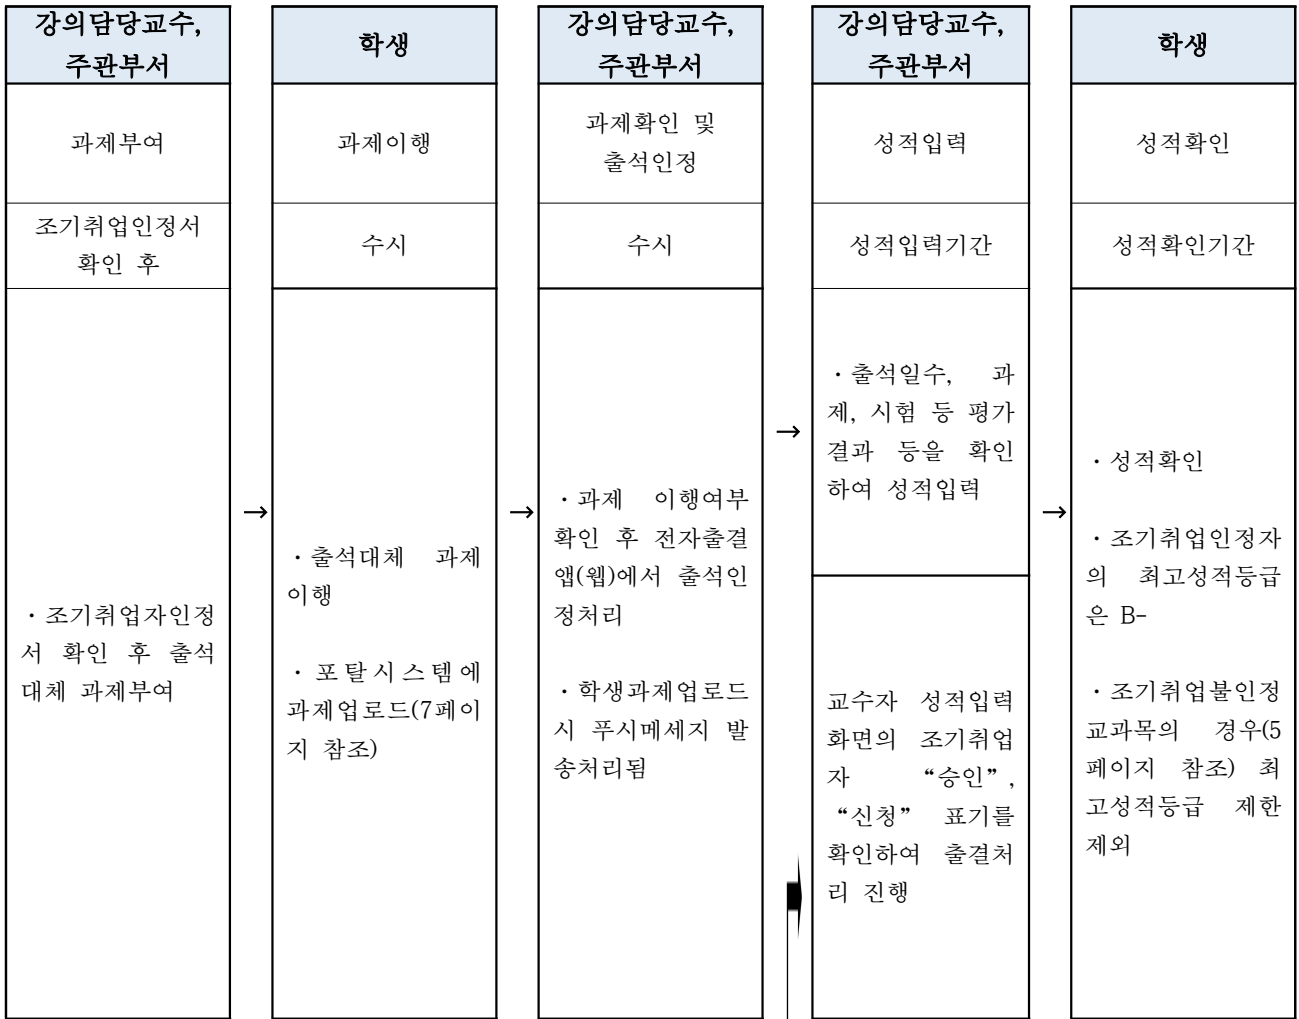 강의담당교수,
주관부서
과제부여
조기취업인정서
확인 후
· 조기취업자인정
서 확인 후 출석
대체 과제부여
→
학생
과제이행
수시
· 출석대체 과제
이행
· 포탈시스템에
과제업로드(7페이
지 참조)
→
강의담당교수,
주관부서
과제확인 및
출석인정
수시
· 과제 이행여부
확인 후 전자출결
앱(웹)에서 출석인
정처리
· 학생과제업로드
시 푸시메세지 발
송처리됨
→
강의담당교수,
주관부서
성적입력
성적입력기간
· 출석일수, 과
제, 시험 등 평가
결과 등을 확인
하여 성적입력
교수자 성적입력
화면의 조기취업
자 “승인”,
“신청” 표기를
확인하여 출결처
리 진행
→
학생
성적확인
성적확인기간
· 성적확인
· 조기취업인정자
의 최고성적등급
은 B-
· 조기취업불인정
교과목의 경우(5
페이지 참조) 최
고성적등급 제한
제외